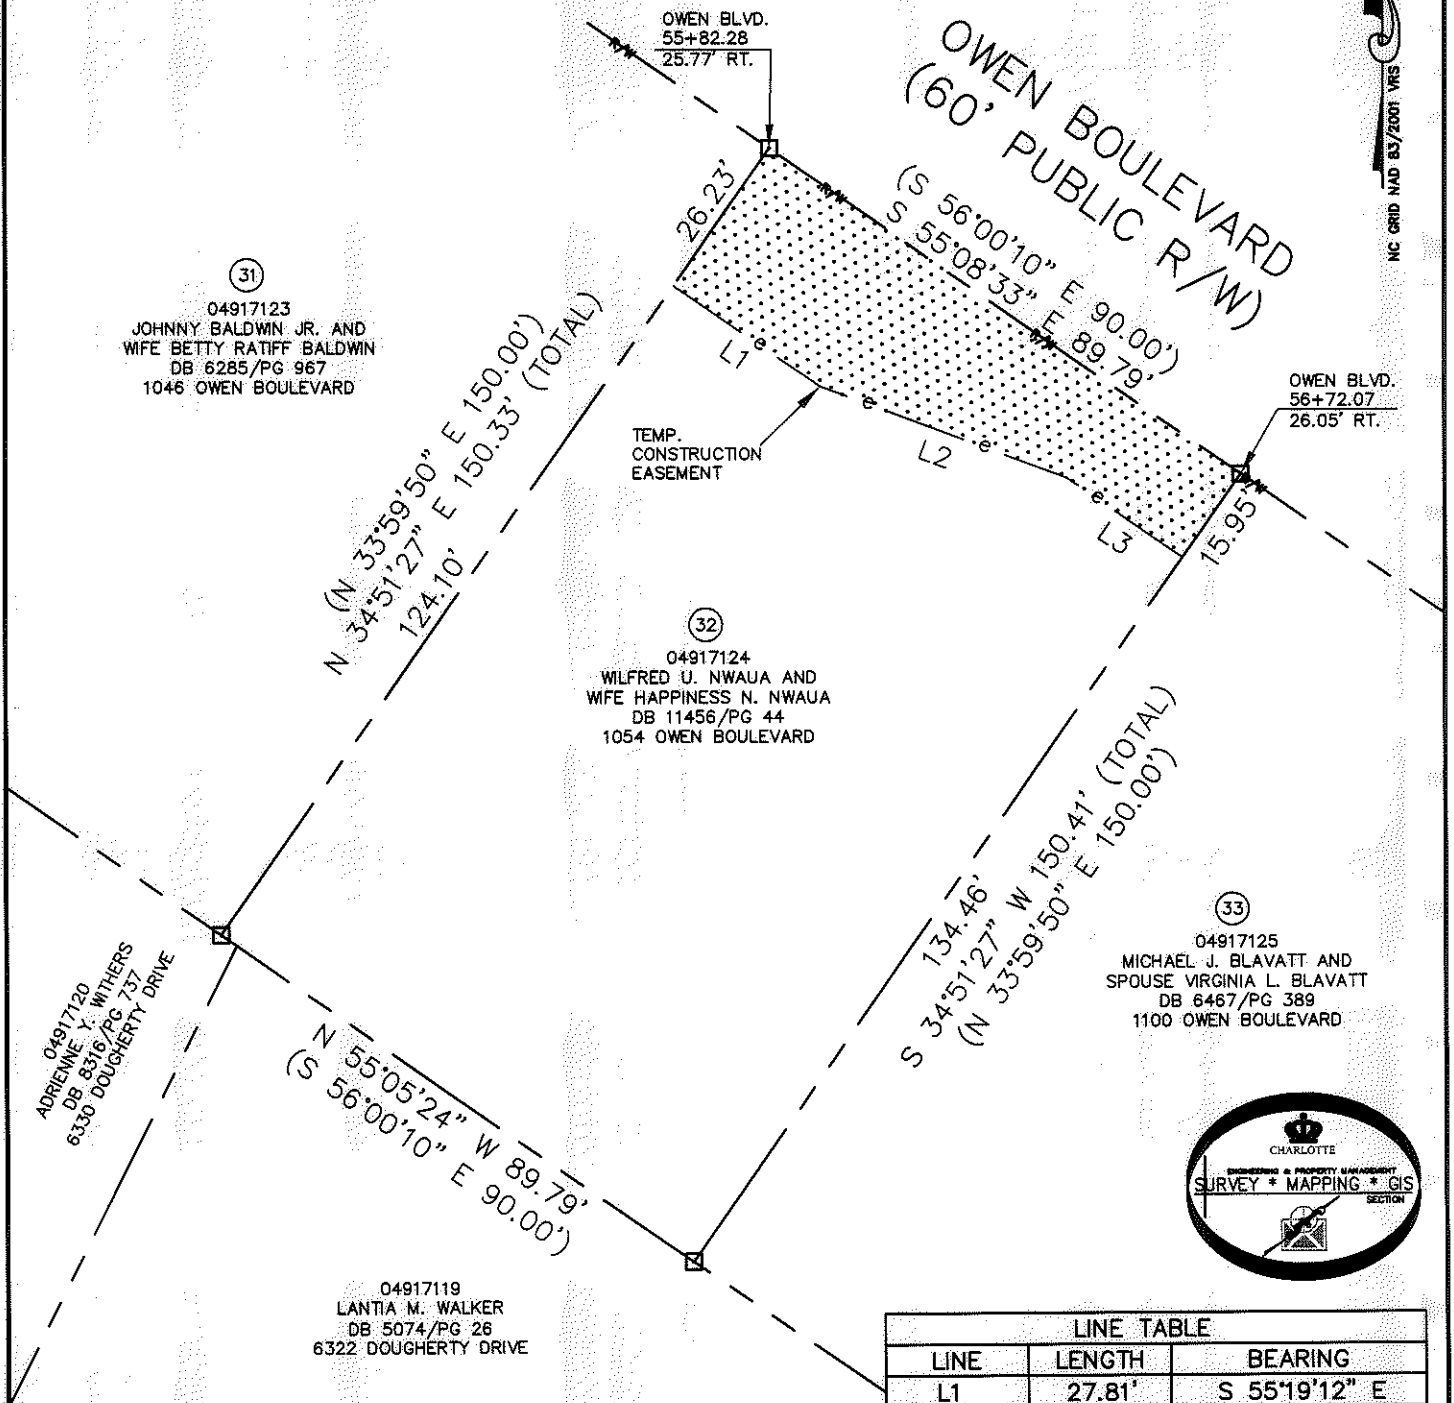 OWEN BLVD.
55+82.28
25.77' RT.
R/W
OWEN BOULEVARD
(60' PUBLIC R/W)
NC GRID NAD 83/2001 VRS
26.23'
R/W
(S 56°00'10" E 90.00')
S 55°08'33" E 89.79'
R/W
31
04917123
JOHNNY BALDWIN JR. AND
WIFE BETTY RATIFF BALDWIN
DB 6285/PG 967
1046 OWEN BOULEVARD
L1
e
TEMP.
CONSTRUCTION
EASEMENT
e
L2
e
e
L3
OWEN BLVD.
56+72.07
26.05' RT.
R/W
15.95'
(N 33°59'50" E 150.00')
N 34°51'27" E 150.33' (TOTAL)
124.10'
32
04917124
WILFRED U. NWAUA AND
WIFE HAPPINESS N. NWAUA
DB 11456/PG 44
1054 OWEN BOULEVARD
134.46'
S 34°51'27" W 150.41' (TOTAL)
(N 33°59'50" E 150.00')
33
04917125
MICHAEL J. BLAVATT AND
SPOUSE VIRGINIA L. BLAVATT
DB 6467/PG 389
1100 OWEN BOULEVARD
04917120
ADRIENNE Y. WITHERS
DB 8316/PG 737
6330 DOUGHERTY DRIVE
N 55°05'24" W 89.79'
(S 56°00'10" E 90.00')
04917119
LANTIA M. WALKER
DB 5074/PG 26
6322 DOUGHERTY DRIVE
CHARLOTTE
ENGINEERING & PROPERTY MANAGEMENT
SURVEY * MAPPING * GIS
SECTION
LINE TABLE
LINE LENGTH BEARING
L1 27.81' S 55°19'12" E